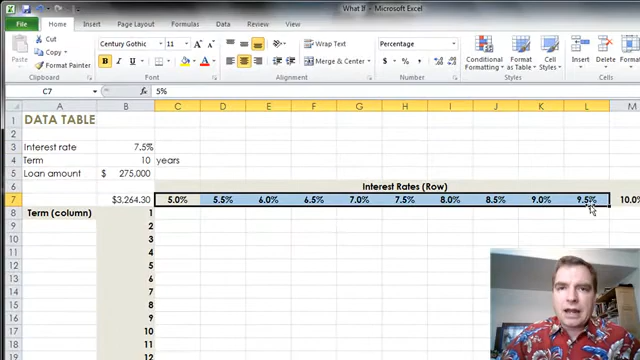 What If - Microsoft Excel
File Home Insert Page Layout Formulas Data Review View
Cut
Copy
Format Painter
Paste
Clipboard
Century Gothic 11
Font
Wrap Text
Merge & Center
Alignment
Percentage
Number
Conditional Formatting
Format as Table
Cell Styles
Styles
Insert
Delete
Format
Cells
C7 5%
A B C D E F G H I J K L M
1 DATA TABLE
2
3 Interest rate 7.5%
4 Term 10 years
5 Loan amount $ 275,000
6 Interest Rates (Row)
7 $3,264.30 5.0% 5.5% 6.0% 6.5% 7.0% 7.5% 8.0% 8.5% 9.0% 9.5% 10.0%
8 Term (column) 1
9 2
10 3
11 4
12 5
13 6
14 7
15 8
16 9
17 10
18 11
19 12